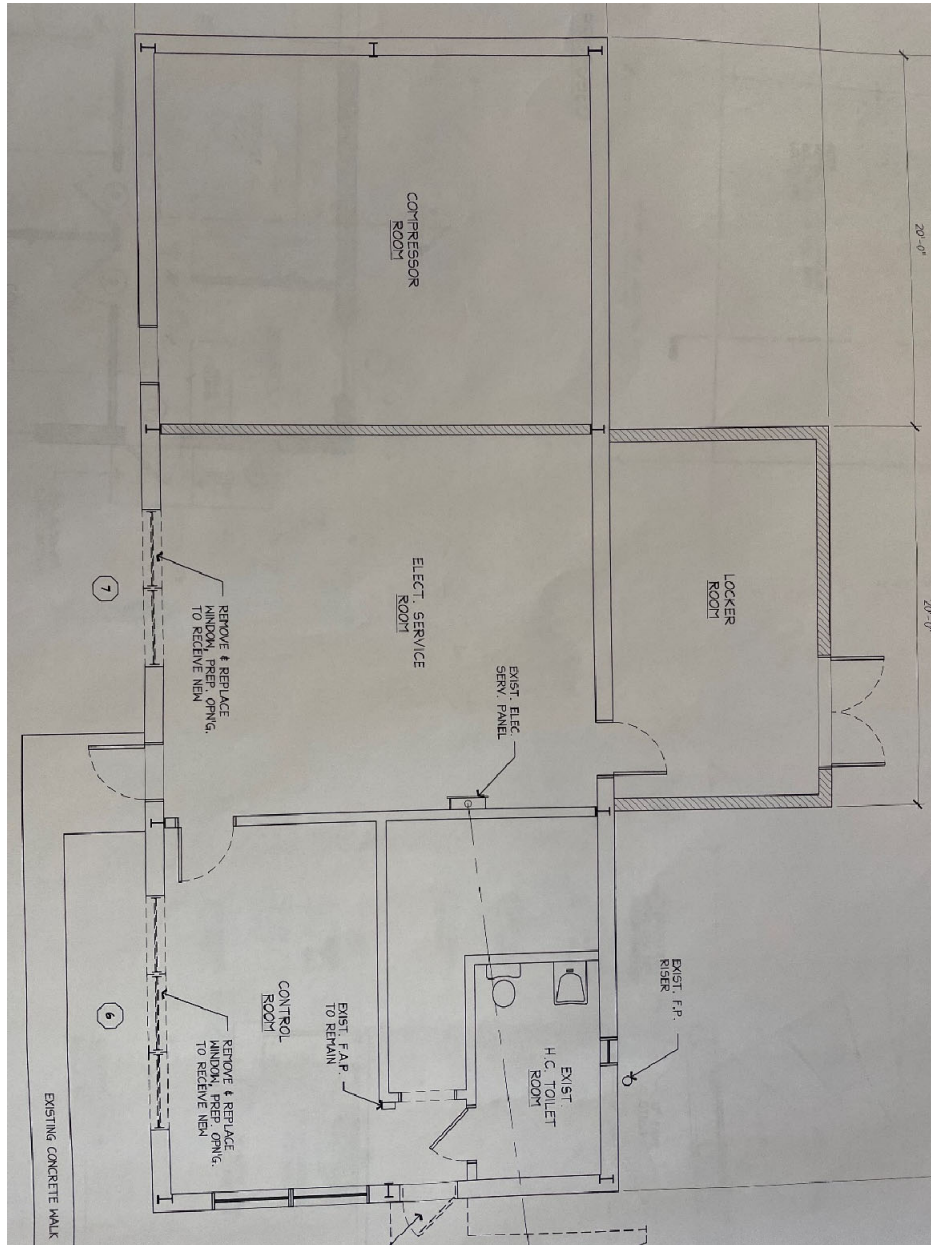 20'-0"
20'-0"
COMPRESSOR
ROOM
LOCKER
ROOM
ELECT. SERVICE
ROOM
EXIST. ELEC.
SERV. PANEL
REMOVE & REPLACE
WINDOW, PREP. OPN'G.
TO RECEIVE NEW
7
EXIST. F.P.
RISER
EXIST.
H.C. TOILET
ROOM
EXIST. F.A.P.
TO REMAIN
CONTROL
ROOM
REMOVE & REPLACE
WINDOW, PREP. OPN'G.
TO RECEIVE NEW
6
EXISTING CONCRETE WALK